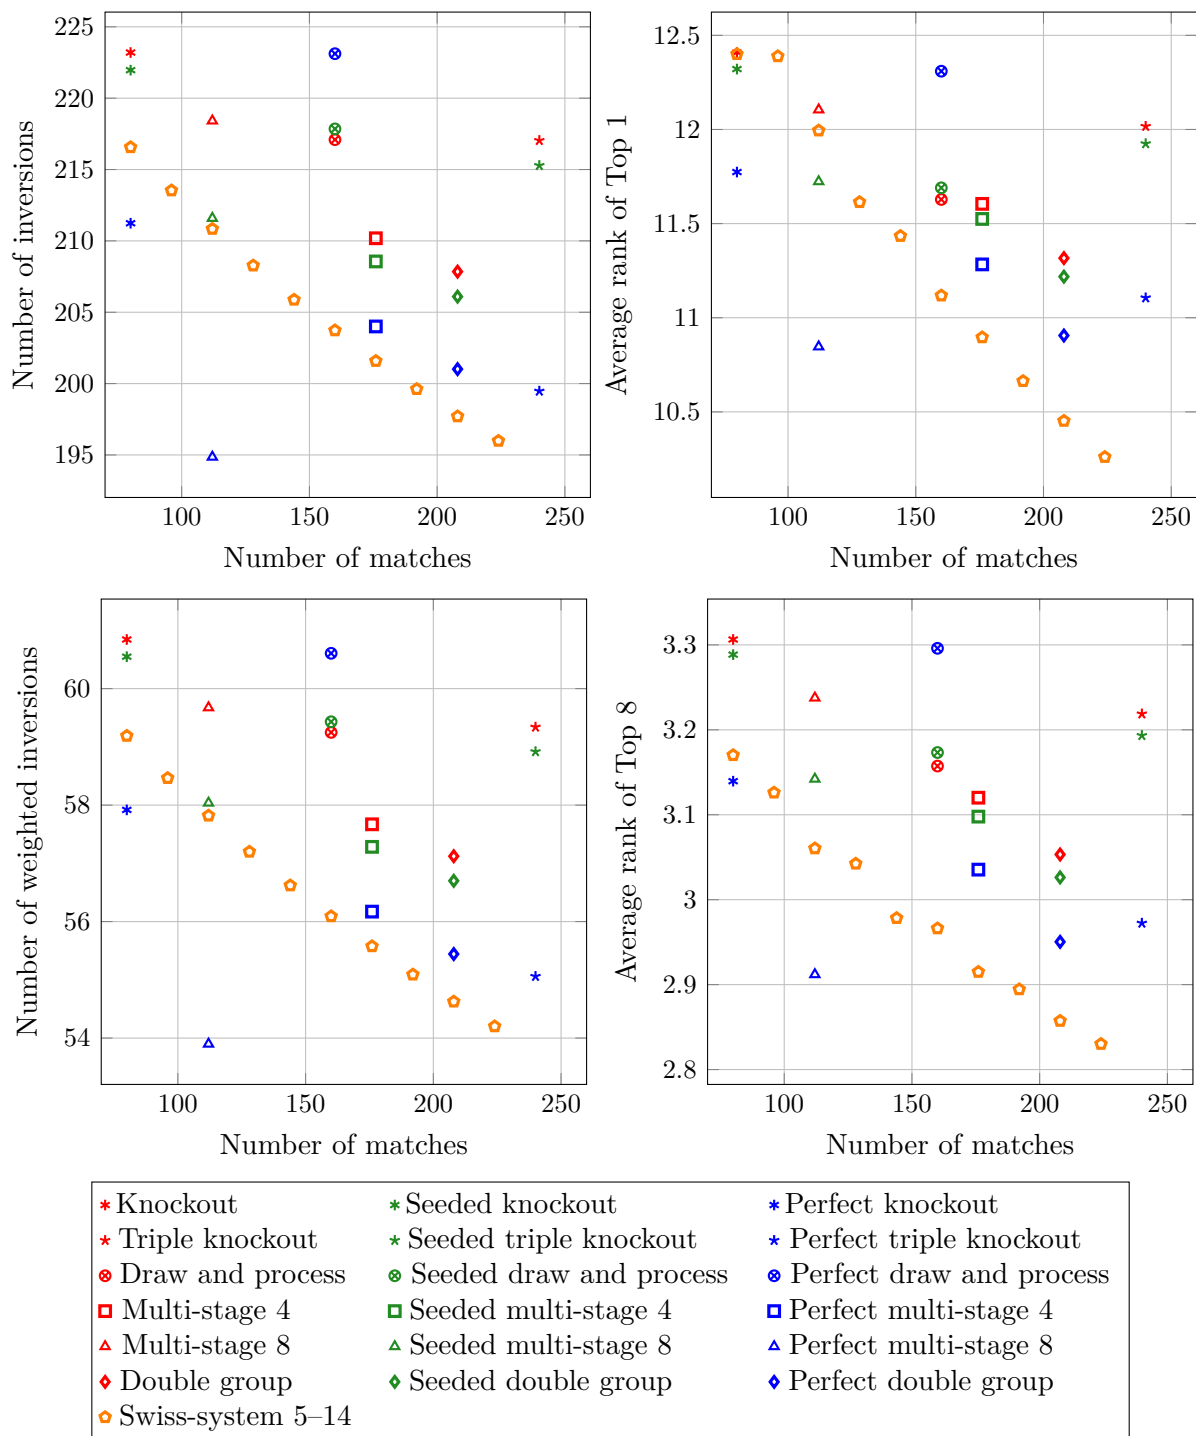 225
220
215
210
205
200
195
Number of inversions
100 150 200 250
Number of matches
12.5
12
11.5
11
10.5
Average rank of Top 1
100 150 200 250
Number of matches
60
58
56
54
Number of weighted inversions
100 150 200 250
Number of matches
3.3
3.2
3.1
3
2.9
2.8
Average rank of Top 8
100 150 200 250
Number of matches
Knockout Seeded knockout Perfect knockout
Triple knockout Seeded triple knockout Perfect triple knockout
Draw and process Seeded draw and process Perfect draw and process
Multi-stage 4 Seeded multi-stage 4 Perfect multi-stage 4
Multi-stage 8 Seeded multi-stage 8 Perfect multi-stage 8
Double group Seeded double group Perfect double group
Swiss-system 5–14